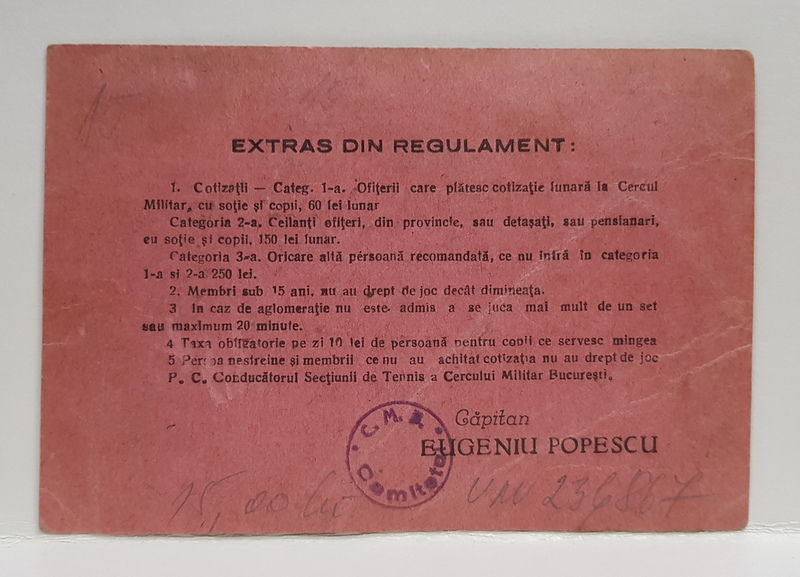 EXTRAS DIN REGULAMENT:
1. Cotizații — Categ. 1-a. Ofițerii care plătesc cotizație lunară la Cercul
Militar, cu soție și copii, 60 lei lunar
Categoria 2-a. Ceilanți ofițeri, din provincie, sau detașați, sau pensianari,
eu soție și copii, 150 lei lunar.
Categoria 3-a. Oricare altă pérsoană recomandată, ce nu intră în categoria
1-a si 2-a 250 lei.
2. Membri sub 15 ani, nu au drept de joc decât dimineața.
3 In caz de aglomerație nu este admis a se juca mai mult de un set
sau maximum 20 minute.
4 Taxa obligatorie pe zi 10 lei de persoană pentru copii ce servesc mingea
5 nestreine și membrii ce nu au achitat cotizația nu au drept de joc
P. C. Conducătorul Secțiunii de Tennis a Cercului Militar București.
Căpitan
EUGENIU POPESCU
C. M. B.
Comitetul
15,00 lei
236867